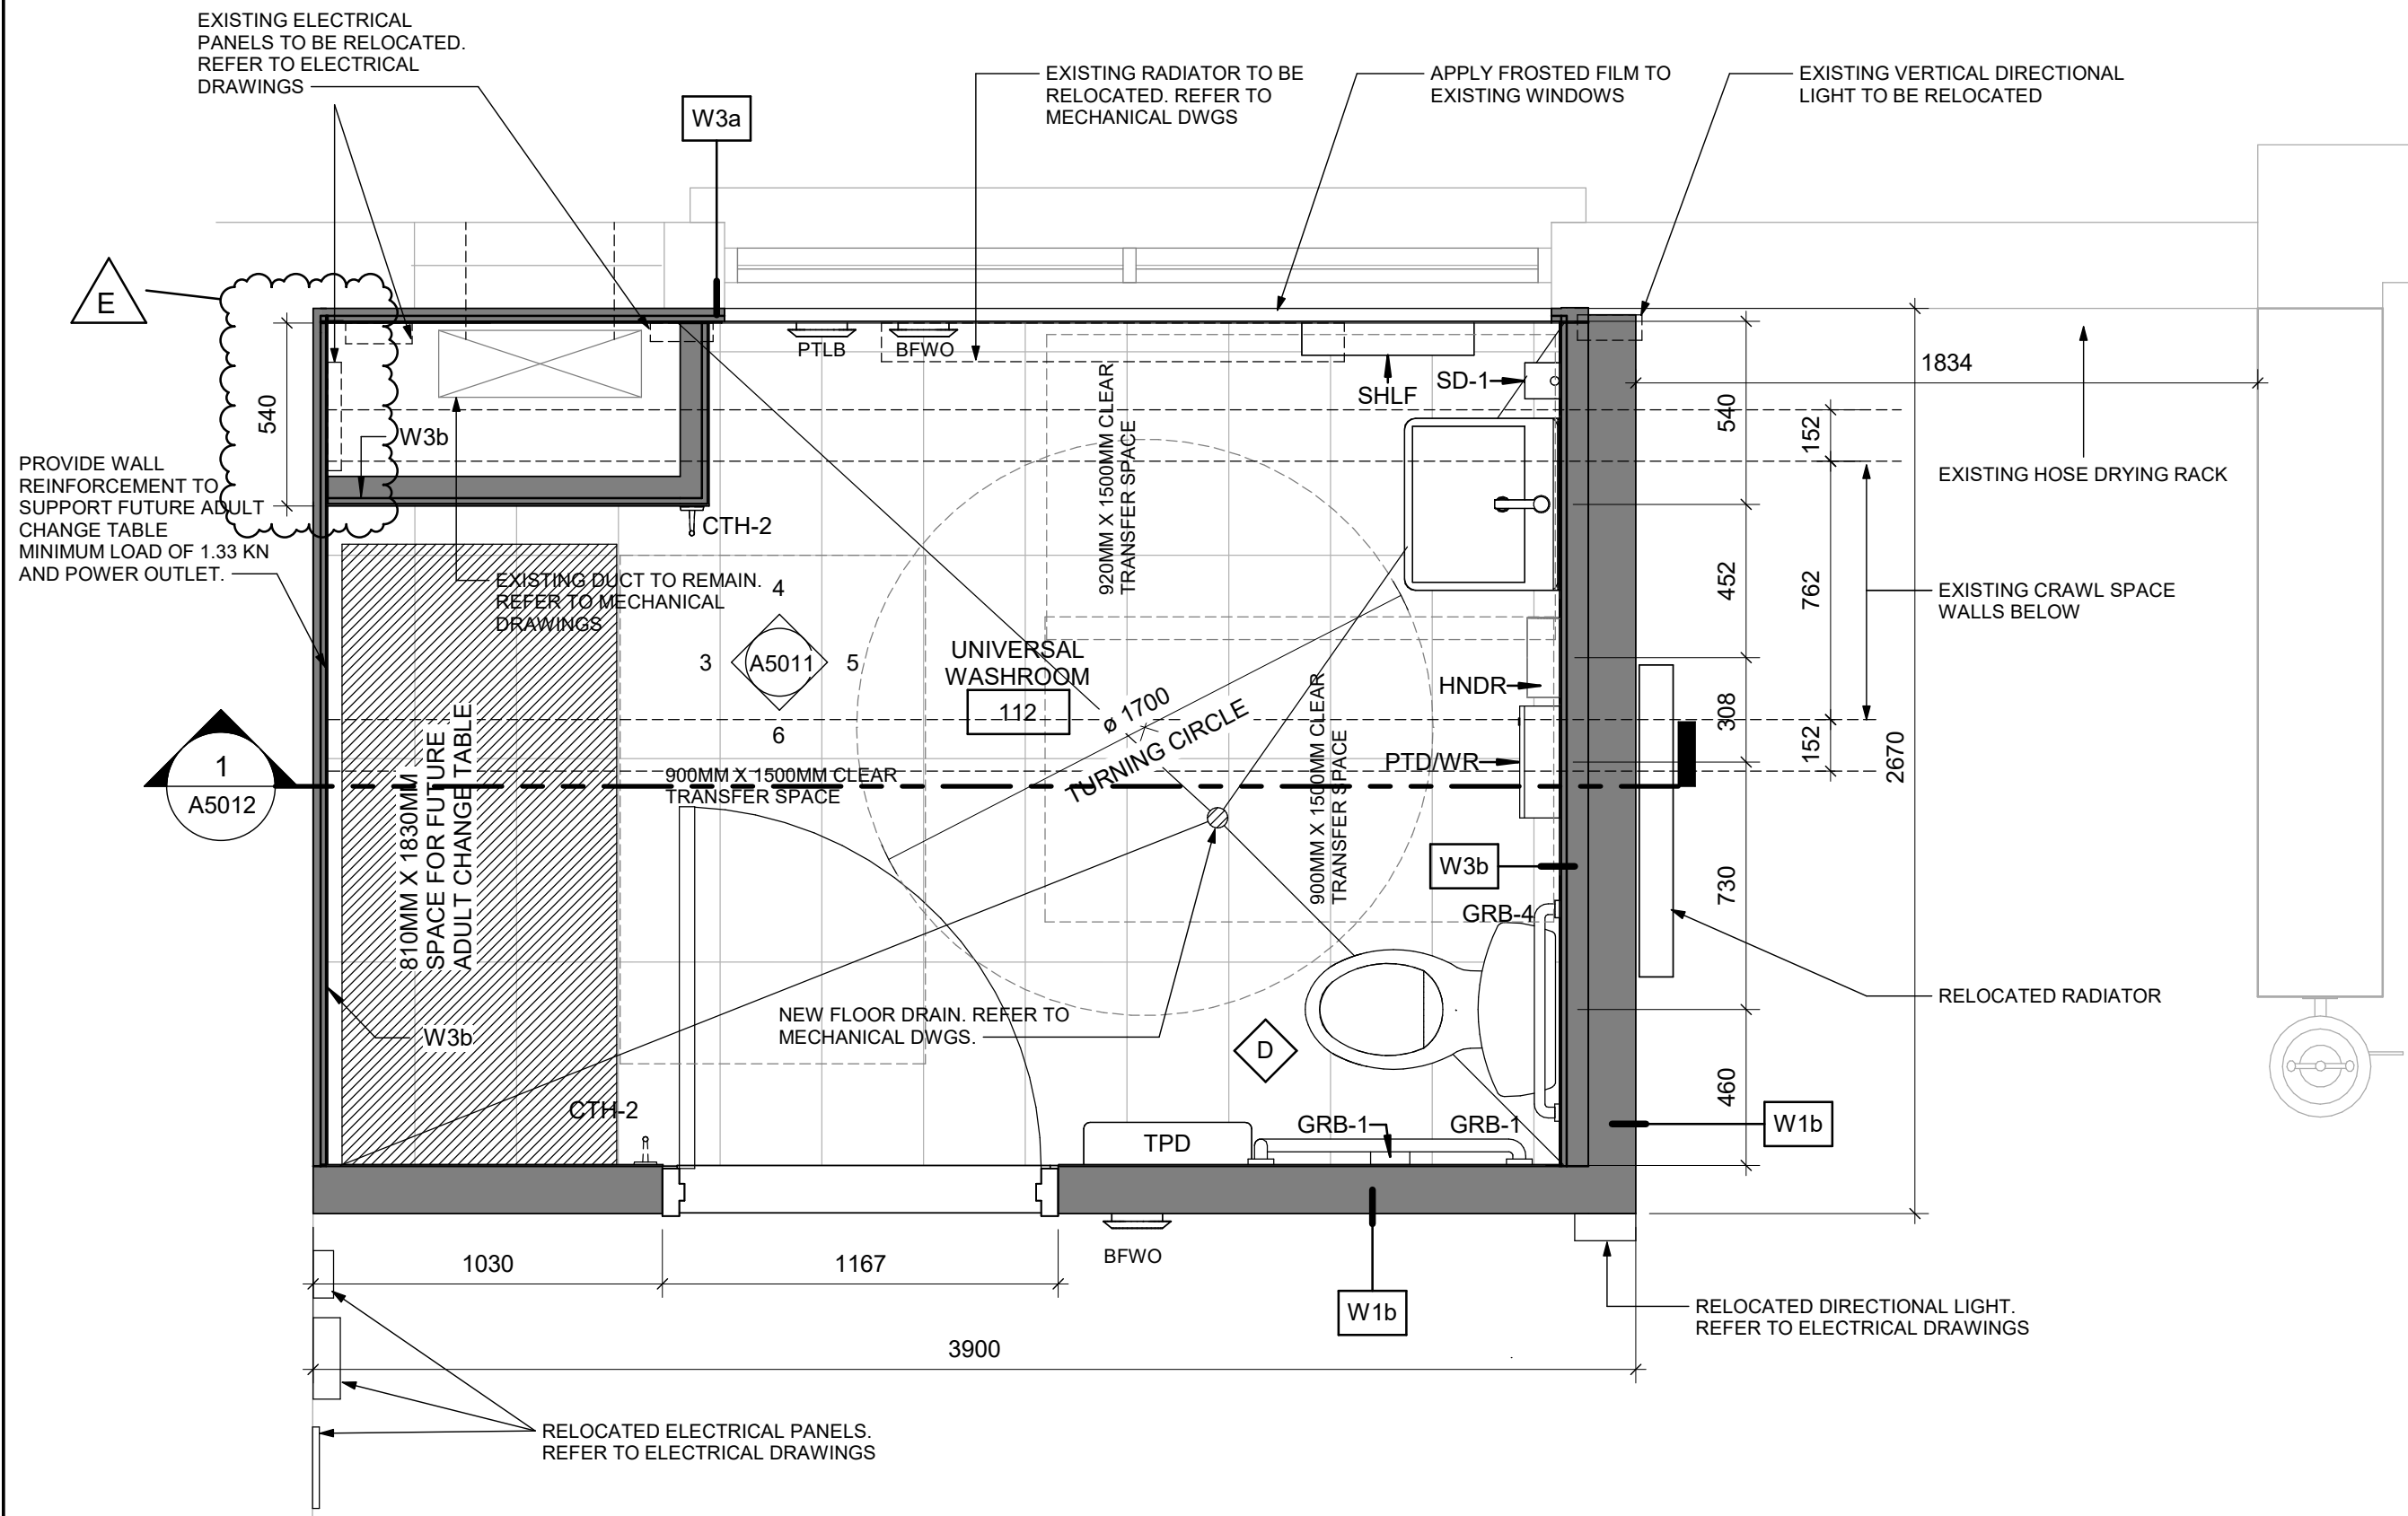 EXISTING ELECTRICAL
PANELS TO BE RELOCATED.
REFER TO ELECTRICAL
DRAWINGS
W3a
EXISTING RADIATOR TO BE
RELOCATED. REFER TO
MECHANICAL DWGS
APPLY FROSTED FILM TO
EXISTING WINDOWS
EXISTING VERTICAL DIRECTIONAL
LIGHT TO BE RELOCATED
E
540
W3b
PROVIDE WALL
REINFORCEMENT TO
SUPPORT FUTURE ADULT
CHANGE TABLE
MINIMUM LOAD OF 1.33 KN
AND POWER OUTLET.
PTLB
BFWO
SHLF
SD-1
CTH-2
920MM X 1500MM CLEAR
TRANSFER SPACE
EXISTING DUCT TO REMAIN.
REFER TO MECHANICAL
DRAWINGS
4
3
A5011
5
6
UNIVERSAL
WASHROOM
112
ø 1700
TURNING CIRCLE
900MM X 1500MM CLEAR
TRANSFER SPACE
900MM X 1500MM CLEAR
TRANSFER SPACE
HNDR
PTD/WR
W3b
GRB-4
1
A5012
810MM X 1830MM
SPACE FOR FUTURE
ADULT CHANGE TABLE
W3b
NEW FLOOR DRAIN. REFER TO
MECHANICAL DWGS.
D
CTH-2
TPD
GRB-1
GRB-1
BFWO
W1b
W1b
540
452
308
730
460
152
762
152
2670
1834
EXISTING HOSE DRYING RACK
EXISTING CRAWL SPACE
WALLS BELOW
RELOCATED RADIATOR
1030
1167
3900
RELOCATED DIRECTIONAL LIGHT.
REFER TO ELECTRICAL DRAWINGS
RELOCATED ELECTRICAL PANELS.
REFER TO ELECTRICAL DRAWINGS